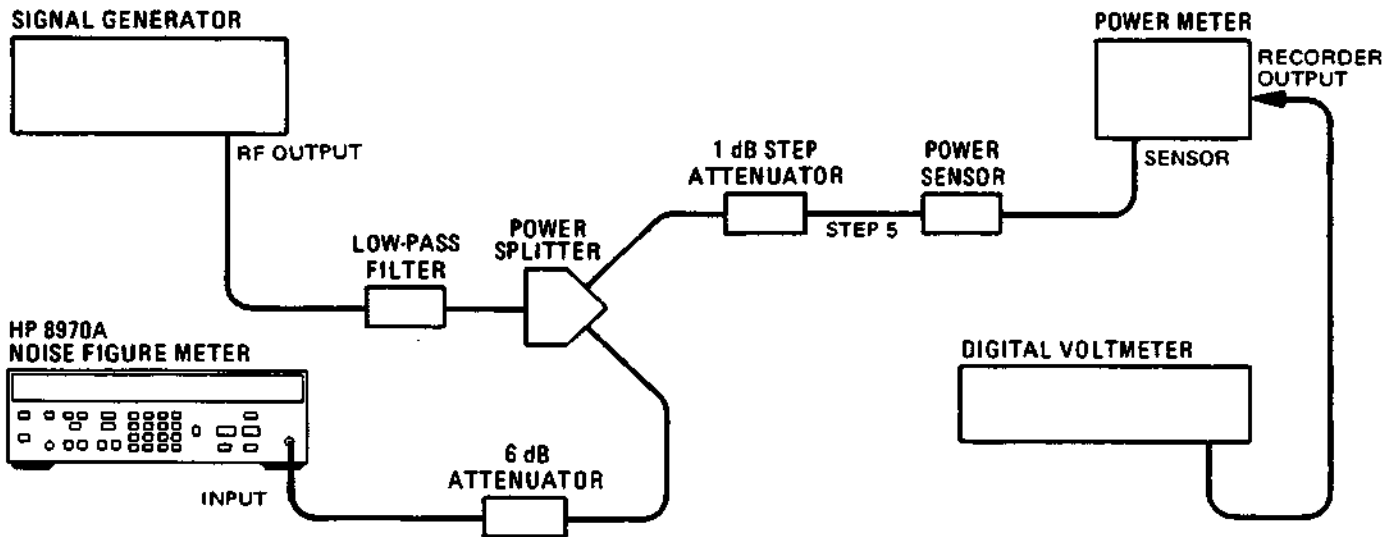 SIGNAL GENERATOR
POWER METER
RECORDER
OUTPUT
RF OUTPUT
1 dB STEP
ATTENUATOR
POWER
SENSOR
SENSOR
STEP 5
POWER
SPLITTER
LOW-PASS
FILTER
HP 8970A
NOISE FIGURE METER
DIGITAL VOLTMETER
6 dB
ATTENUATOR
INPUT